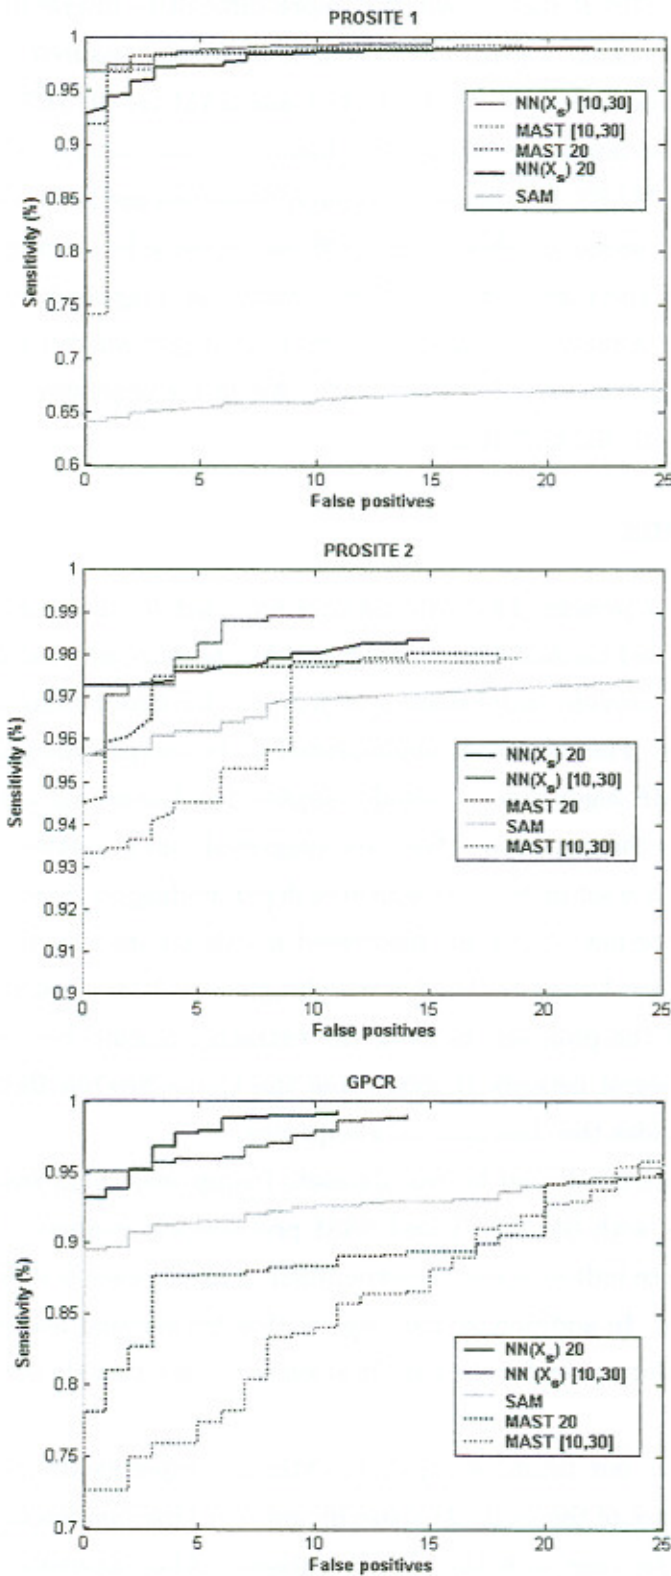 PROSITE 1
1
0.95
0.9
0.85
0.8
0.75
0.7
0.65
0.6
Sensitivity (%)
NN(Xs) [10,30]
MAST [10,30]
MAST 20
NN(Xs) 20
SAM
0 5 10 15 20 25
False positives
PROSITE 2
1
0.99
0.98
0.97
0.96
0.95
0.94
0.93
0.92
0.91
0.9
Sensitivity (%)
NN(Xs) 20
NN(Xs) [10,30]
MAST 20
SAM
MAST [10,30]
0 5 10 15 20 25
False positives
GPCR
1
0.95
0.9
0.85
0.8
0.75
0.7
Sensitivity (%)
NN(Xs) 20
NN (Xs) [10,30]
SAM
MAST 20
MAST [10,30]
0 5 10 15 20 25
False positives